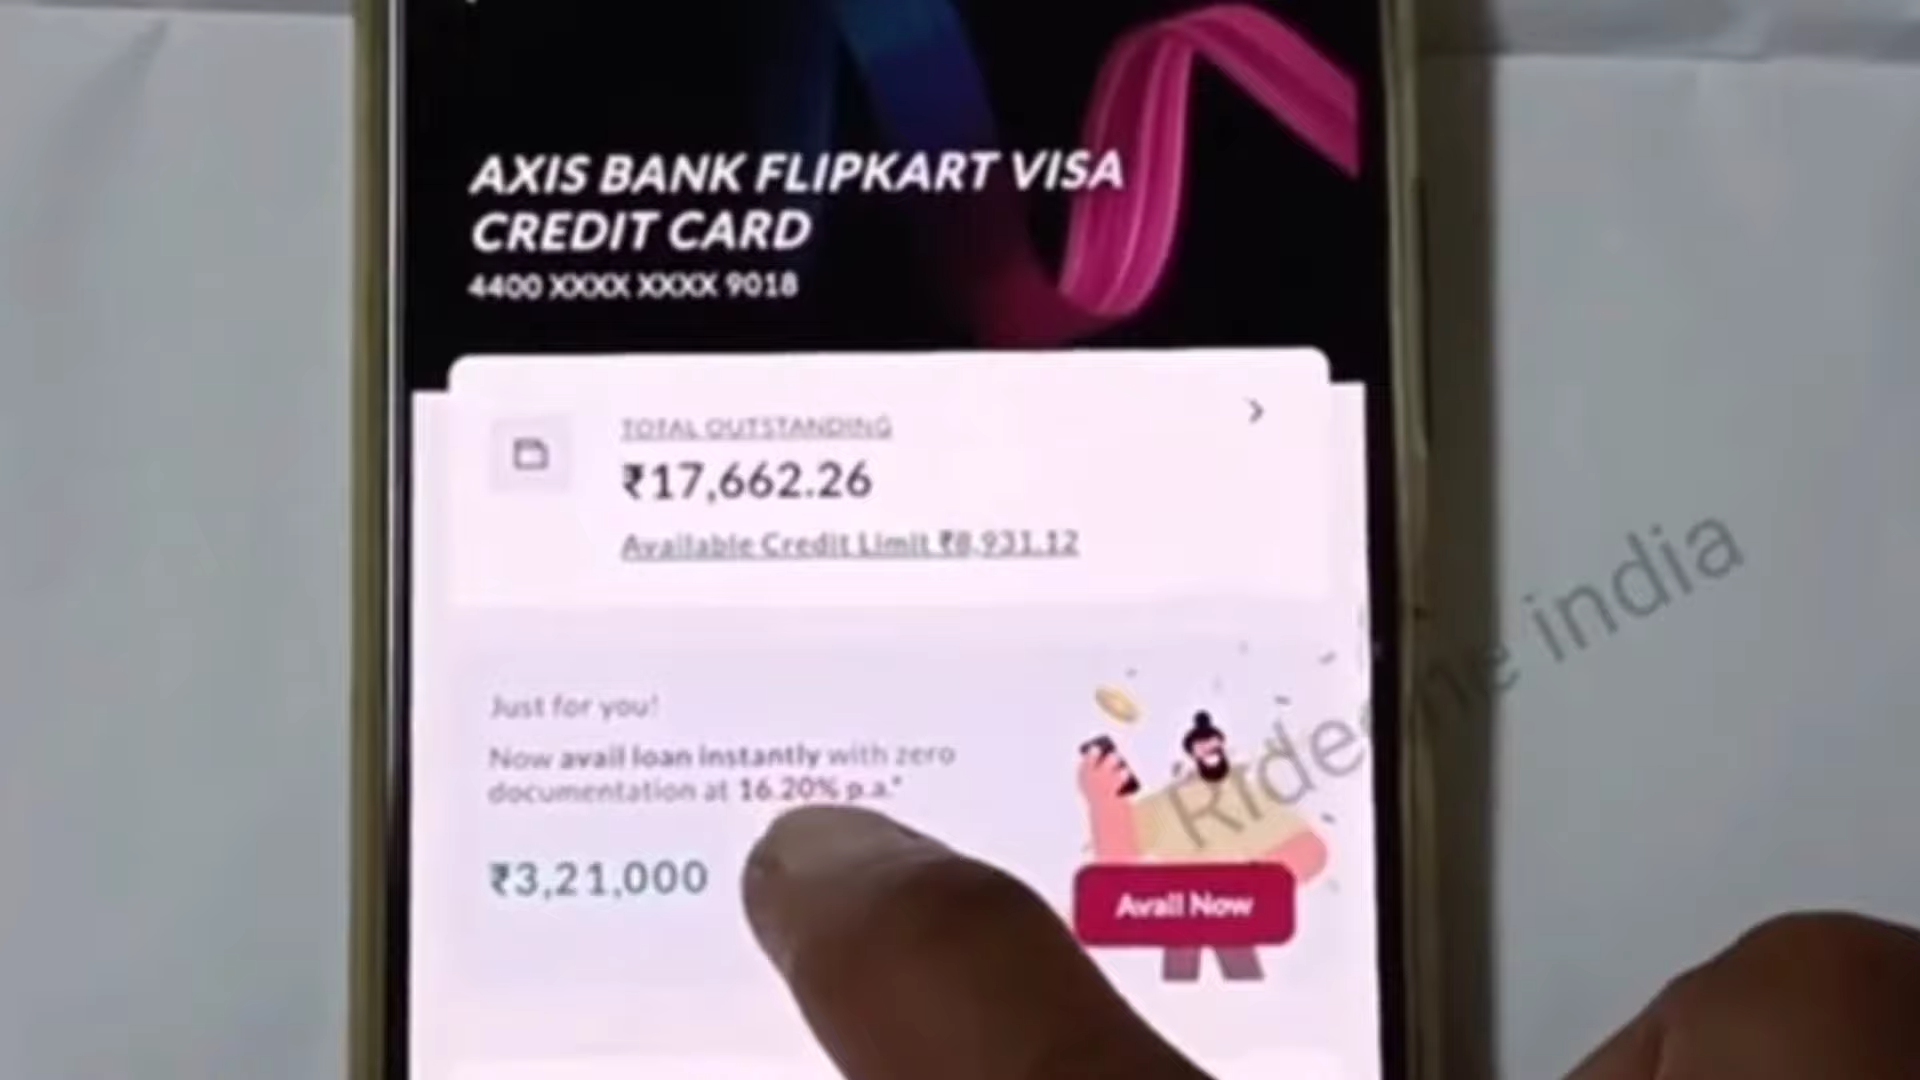 AXIS BANK FLIPKART VISA
CREDIT CARD
4400 XXXX XXXX 9018
TOTAL OUTSTANDING
₹17,662.26
Available Credit Limit ₹8,931.12
Just for you!
Now avail loan instantly with zero
documentation at 16.20% p.a.*
₹3,21,000
Avail Now
india